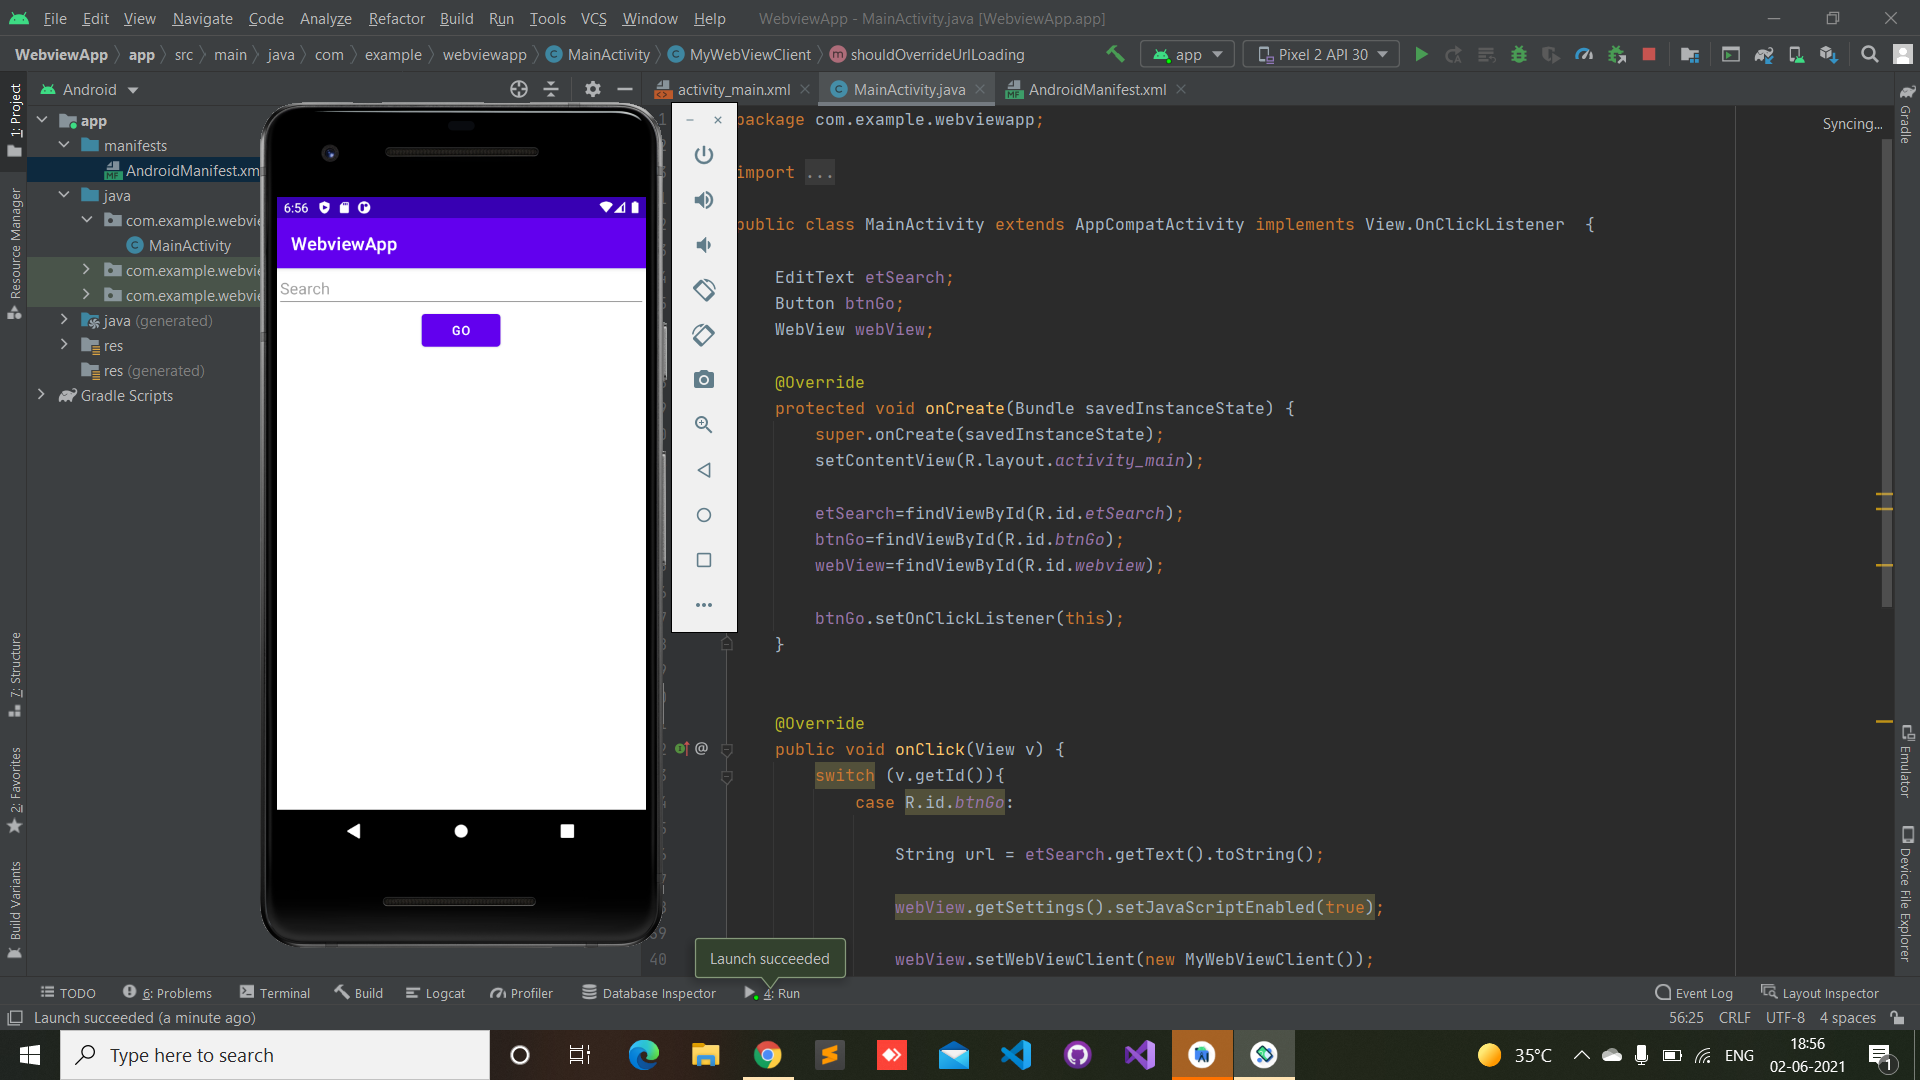 File Edit View Navigate Code Analyze Refactor Build Run Tools VCS Window Help WebviewApp - MainActivity.java [WebviewApp.app]
WebviewApp app src main java com example webviewapp MainActivity MyWebViewClient shouldOverrideUrlLoading app Pixel 2 API 30
Android
activity_main.xml MainActivity.java AndroidManifest.xml
1: Project
Resource Manager
7: Structure
2: Favorites
Build Variants
app
manifests
AndroidManifest.xm
java
com.example.webvie
MainActivity
com.example.webvie
com.example.webvie
java (generated)
res
res (generated)
Gradle Scripts
6:56
WebviewApp
Search
GO
package com.example.webviewapp;
import ...
public class MainActivity extends AppCompatActivity implements View.OnClickListener {
EditText etSearch;
Button btnGo;
WebView webView;
@Override
protected void onCreate(Bundle savedInstanceState) {
super.onCreate(savedInstanceState);
setContentView(R.layout.activity_main);
etSearch=findViewById(R.id.etSearch);
btnGo=findViewById(R.id.btnGo);
webView=findViewById(R.id.webview);
btnGo.setOnClickListener(this);
}
@Override
public void onClick(View v) {
switch (v.getId()){
case R.id.btnGo:
String url = etSearch.getText().toString();
webView.getSettings().setJavaScriptEnabled(true);
40 webView.setWebViewClient(new MyWebViewClient());
Syncing...
Gradle
Emulator
Device File Explorer
Launch succeeded
TODO 6: Problems Terminal Build Logcat Profiler Database Inspector 4: Run Event Log Layout Inspector
Launch succeeded (a minute ago) 56:25 CRLF UTF-8 4 spaces
Type here to search 35°C ENG 18:56
02-06-2021
1